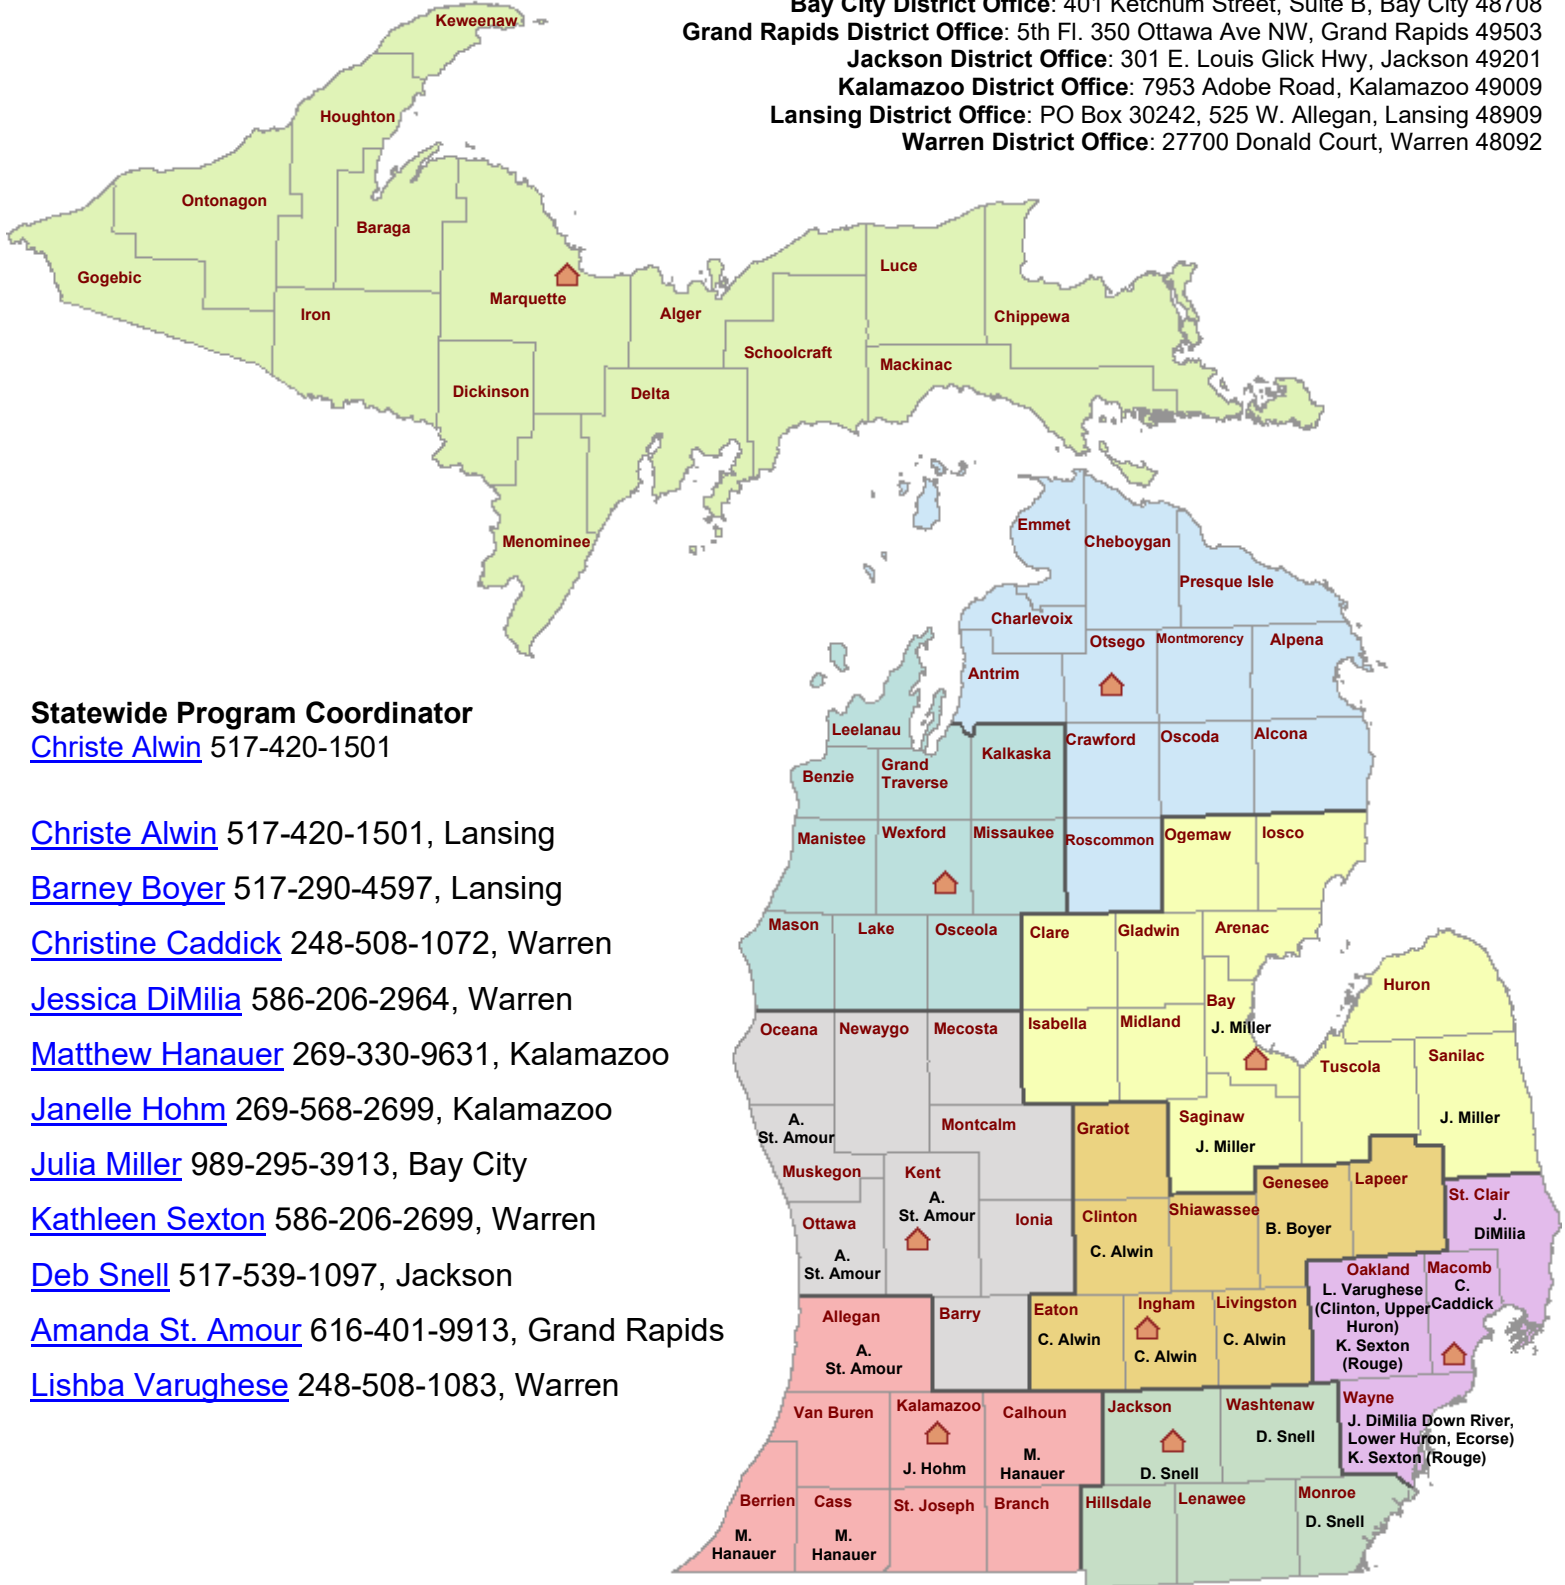 Bay City District Office: 401 Ketchum Street, Suite B, Bay City 48708
Grand Rapids District Office: 5th Fl. 350 Ottawa Ave NW, Grand Rapids 49503
Jackson District Office: 301 E. Louis Glick Hwy, Jackson 49201
Kalamazoo District Office: 7953 Adobe Road, Kalamazoo 49009
Lansing District Office: PO Box 30242, 525 W. Allegan, Lansing 48909
Warren District Office: 27700 Donald Court, Warren 48092
Keweenaw
Houghton
Ontonagon
Baraga
Gogebic
Iron
Marquette
Alger
Luce
Chippewa
Schoolcraft
Mackinac
Dickinson
Delta
Menominee
Emmet
Cheboygan
Presque Isle
Charlevoix
Otsego
Montmorency
Alpena
Antrim
Statewide Program Coordinator
Christe Alwin 517-420-1501
Christe Alwin 517-420-1501, Lansing
Barney Boyer 517-290-4597, Lansing
Christine Caddick 248-508-1072, Warren
Jessica DiMilia 586-206-2964, Warren
Matthew Hanauer 269-330-9631, Kalamazoo
Janelle Hohm 269-568-2699, Kalamazoo
Julia Miller 989-295-3913, Bay City
Kathleen Sexton 586-206-2699, Warren
Deb Snell 517-539-1097, Jackson
Amanda St. Amour 616-401-9913, Grand Rapids
Lishba Varughese 248-508-1083, Warren
Leelanau
Kalkaska
Crawford
Oscoda
Alcona
Benzie
Grand
Traverse
Manistee
Wexford
Missaukee
Roscommon
Ogemaw
Iosco
Mason
Lake
Osceola
Clare
Gladwin
Arenac
Huron
Bay
J. Miller
Oceana
Newaygo
Mecosta
Isabella
Midland
Tuscola
Sanilac
J. Miller
A.
St. Amour
Muskegon
Montcalm
Gratiot
Saginaw
J. Miller
Kent
A.
St. Amour
Ottawa
A.
St. Amour
Ionia
Clinton
C. Alwin
Shiawassee
Genesee
B. Boyer
Lapeer
St. Clair
J.
DiMilia
Oakland
L. Varughese
(Clinton, Upper
Huron)
K. Sexton
(Rouge)
Macomb
C.
Caddick
Allegan
A.
St. Amour
Barry
Eaton
C. Alwin
Ingham
C. Alwin
Livingston
C. Alwin
Van Buren
Kalamazoo
J. Hohm
Calhoun
M.
Hanauer
Jackson
D. Snell
Washtenaw
D. Snell
Wayne
J. DiMilia Down River,
Lower Huron, Ecorse)
K. Sexton (Rouge)
Berrien
M.
Hanauer
Cass
M.
Hanauer
St. Joseph
Branch
Hillsdale
Lenawee
Monroe
D. Snell